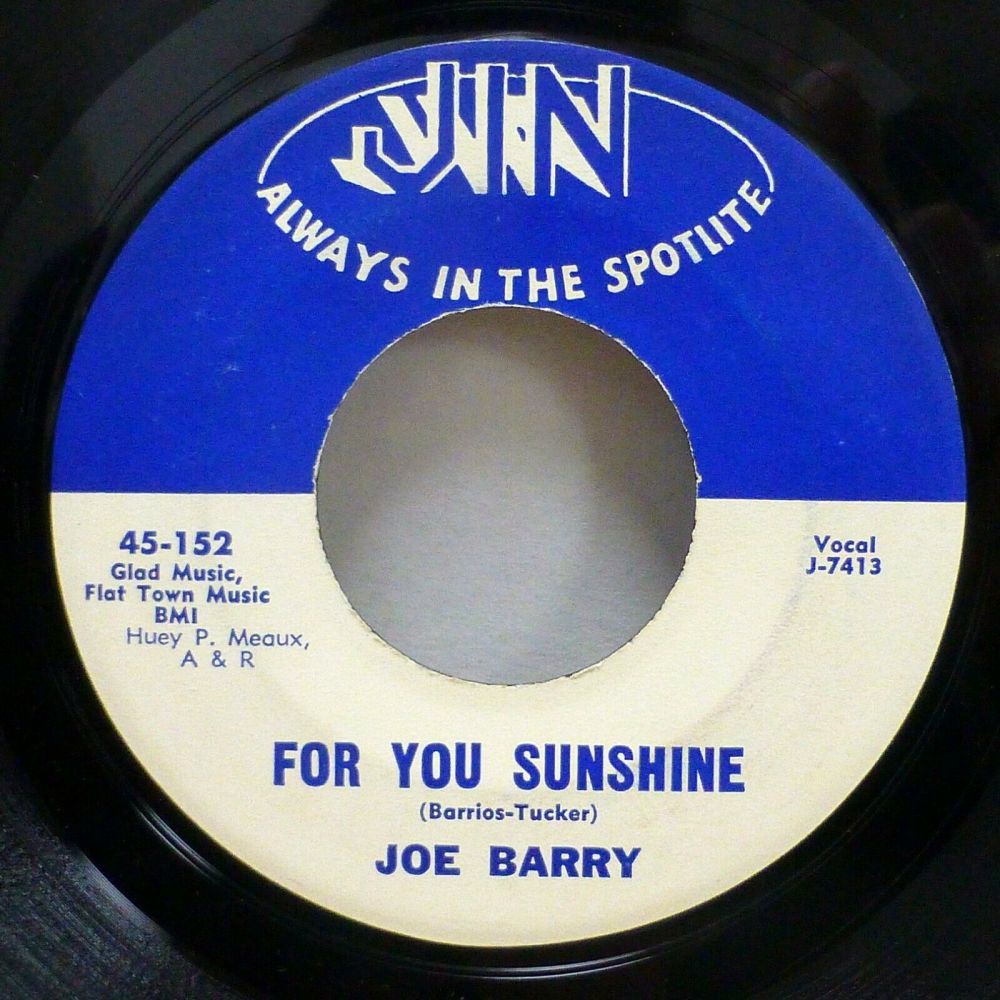 JIN
ALWAYS IN THE SPOTLITE
45-152
Glad Music,
Flat Town Music
BMI
Huey P. Meaux,
A & R
Vocal
J-7413
FOR YOU SUNSHINE
(Barrios-Tucker)
JOE BARRY